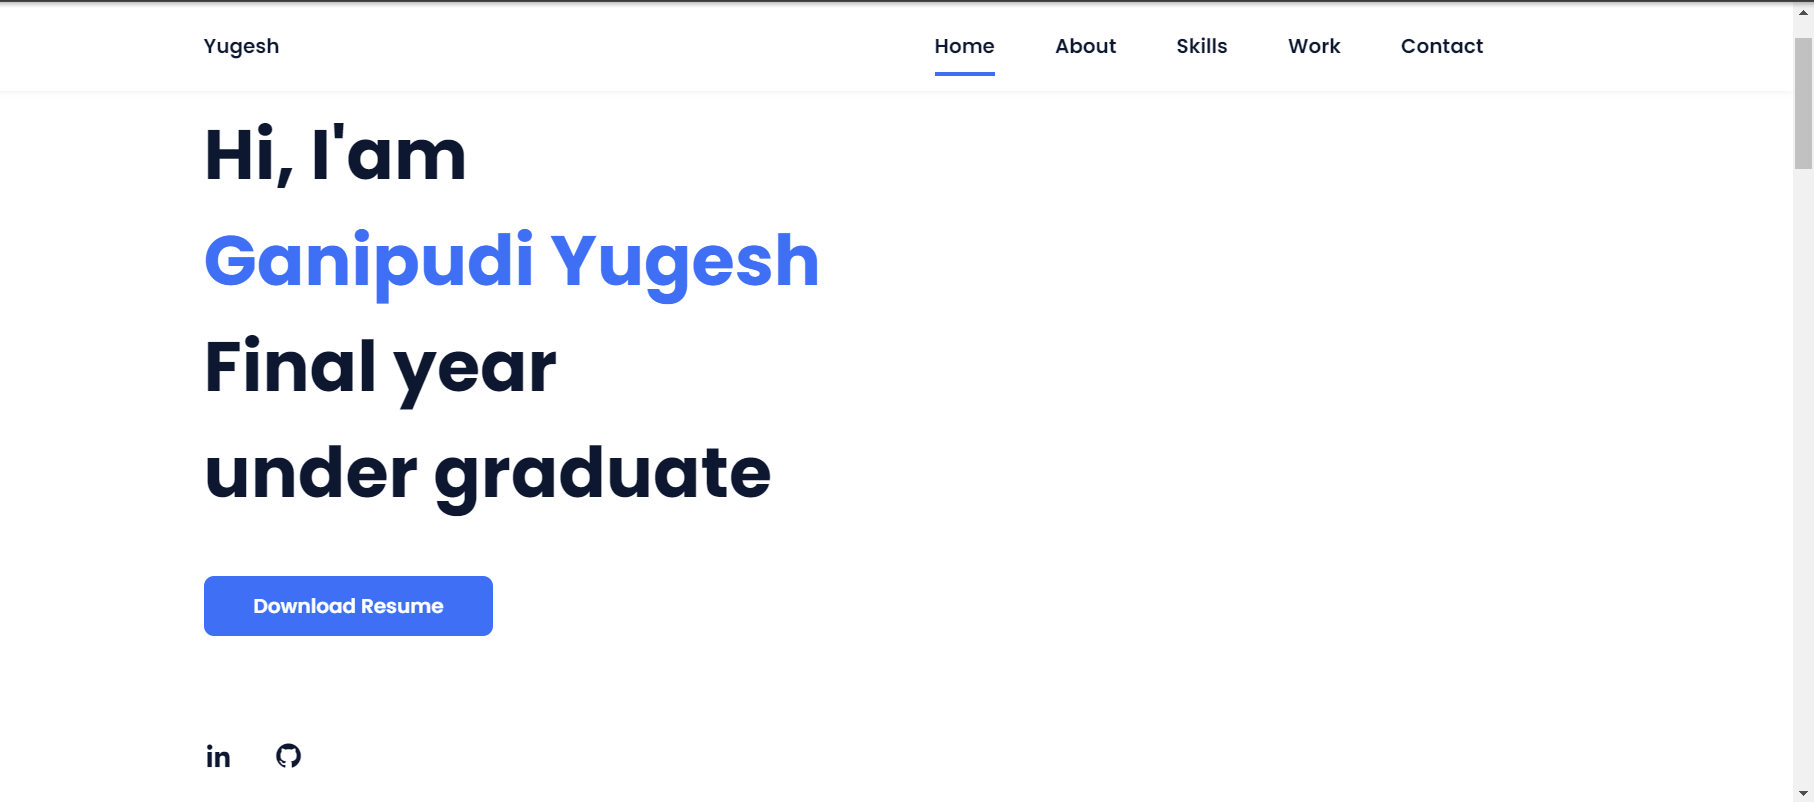 Yugesh Home About Skills Work Contact
Hi, I'am
Ganipudi Yugesh
Final year
under graduate
Download Resume
in